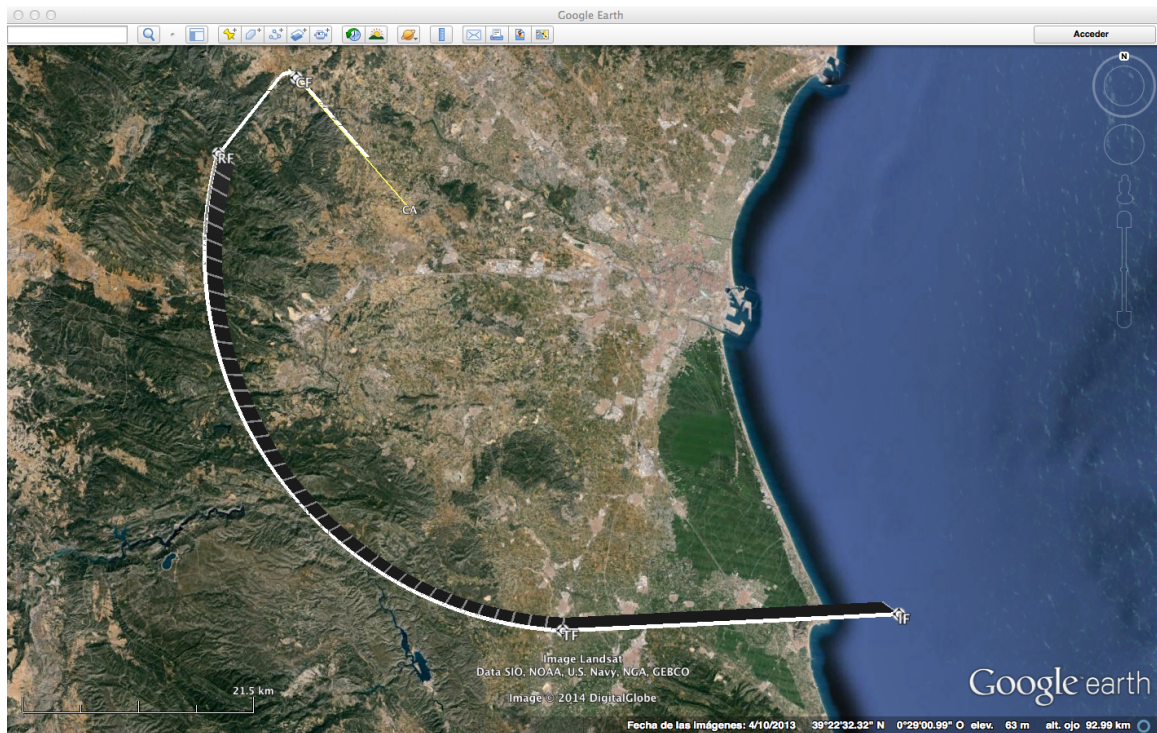 Google Earth
Acceder
N
CF
RF
CA
IF
TF
Image Landsat
Data SIO, NOAA, U.S. Navy, NGA, GEBCO
21.5 km
Image © 2014 DigitalGlobe
Google earth
Fecha de las imágenes: 4/10/2013 39°22'32.32" N 0°29'00.99" O elev. 63 m alt. ojo 92.99 km